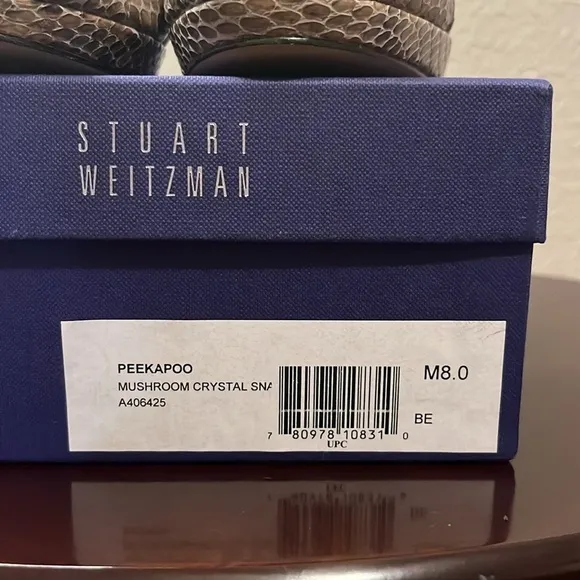 STUART
WEITZMAN
PEEKAPOO
MUSHROOM CRYSTAL SNA
A406425
M8.0
BE
7 80978 10831 0
UPC